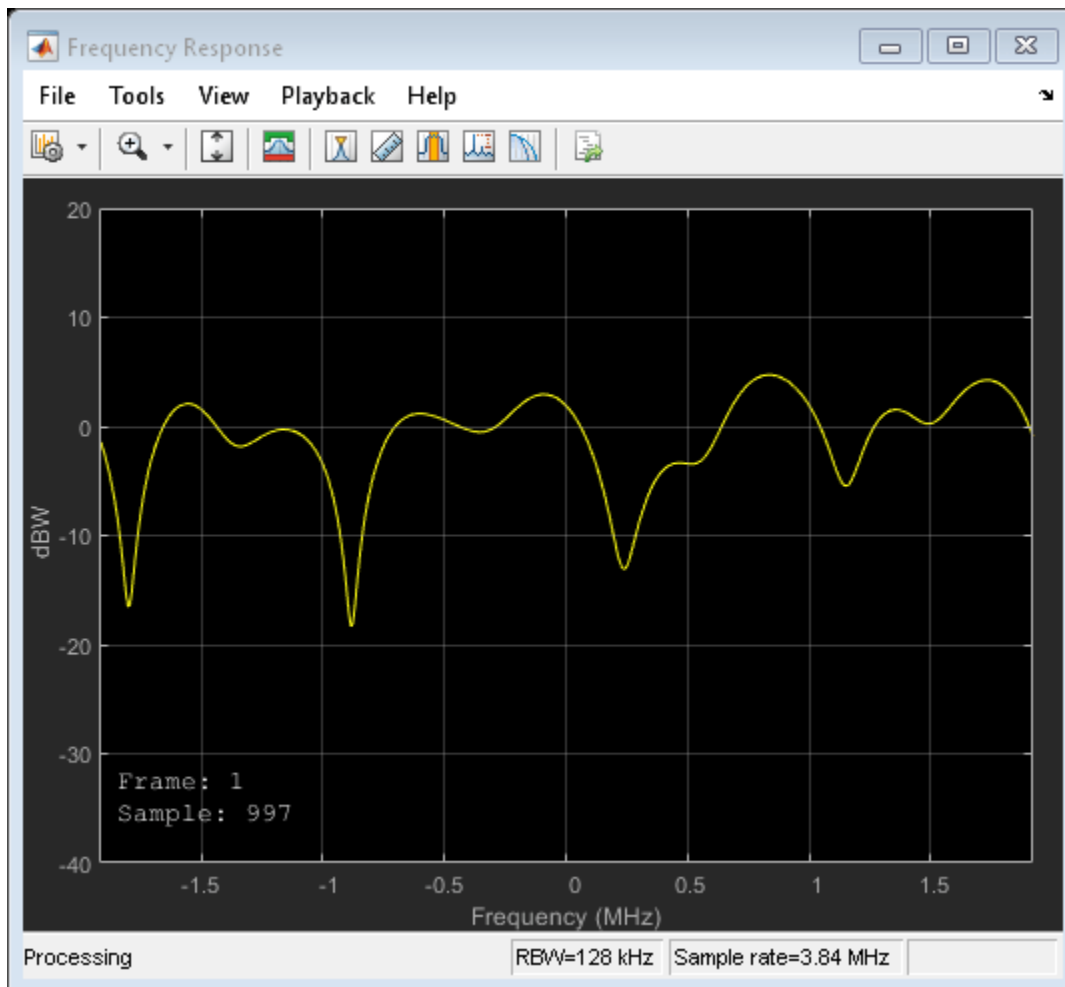 Frequency Response
File Tools View Playback Help
20
10
0
-10
-20
-30
-40
dBW
Frame: 1
Sample: 997
-1.5 -1 -0.5 0 0.5 1 1.5
Frequency (MHz)
Processing RBW=128 kHz Sample rate=3.84 MHz